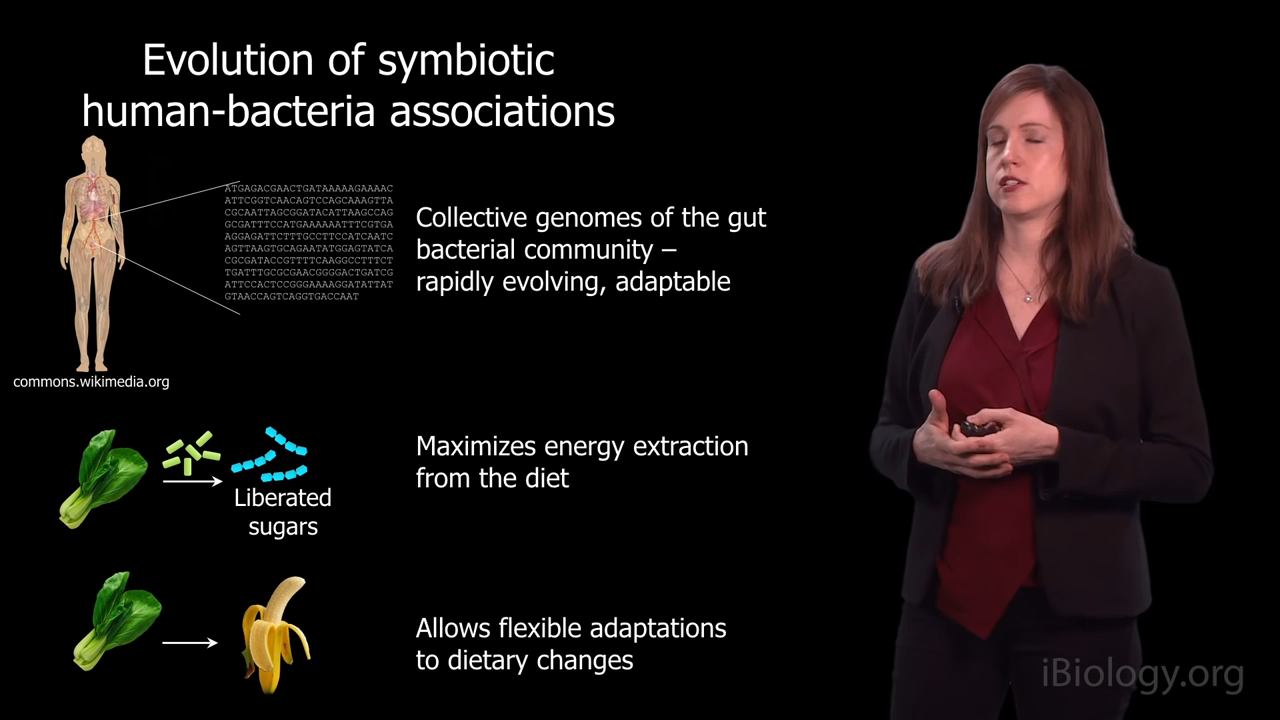 Evolution of symbiotic
human-bacteria associations
ATGAGACGAACTGATAAAAAGAAAAC
ATTCGGTCAACAGTCCAGCAAAGTTA
CGCAATTAGCGGATACATTAAGCCAG
GCGATTTCCATGAAAAAATTTCGTGA
AGGAGATTCTTTGCCTTCCATCAATC
AGTTAAGTGCAGAATATGGAGTATCA
CGCGATACCGTTTTCAAGGCCTTTCT
TGATTTGCGCGAACGGGGACTGATCG
ATTCCACTCCGGGAAAAGGATATTAT
GTAACCAGTCAGGTGACCAAT
Collective genomes of the gut
bacterial community –
rapidly evolving, adaptable
commons.wikimedia.org
Maximizes energy extraction
from the diet
Liberated
sugars
Allows flexible adaptations
to dietary changes
iBiology.org